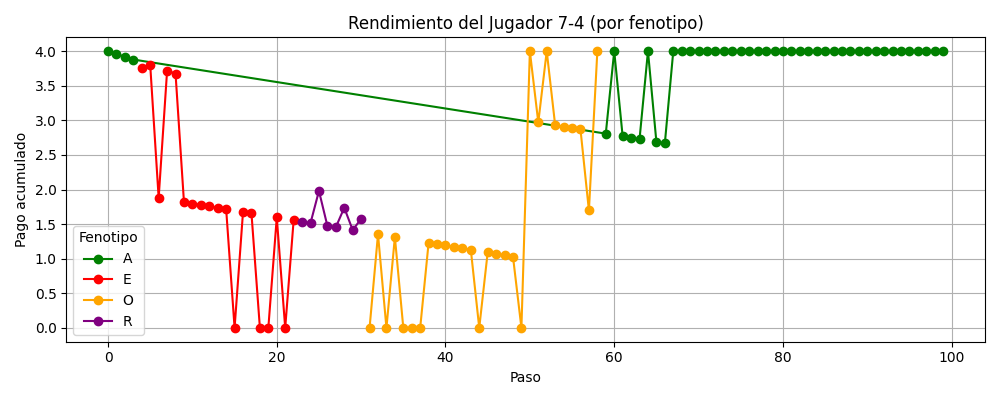 Rendimiento del Jugador 7-4 (por fenotipo)
Pago acumulado
4.0
3.5
3.0
2.5
2.0
1.5
1.0
0.5
0.0
Fenotipo
A
E
O
R
0 20 40 60 80 100
Paso